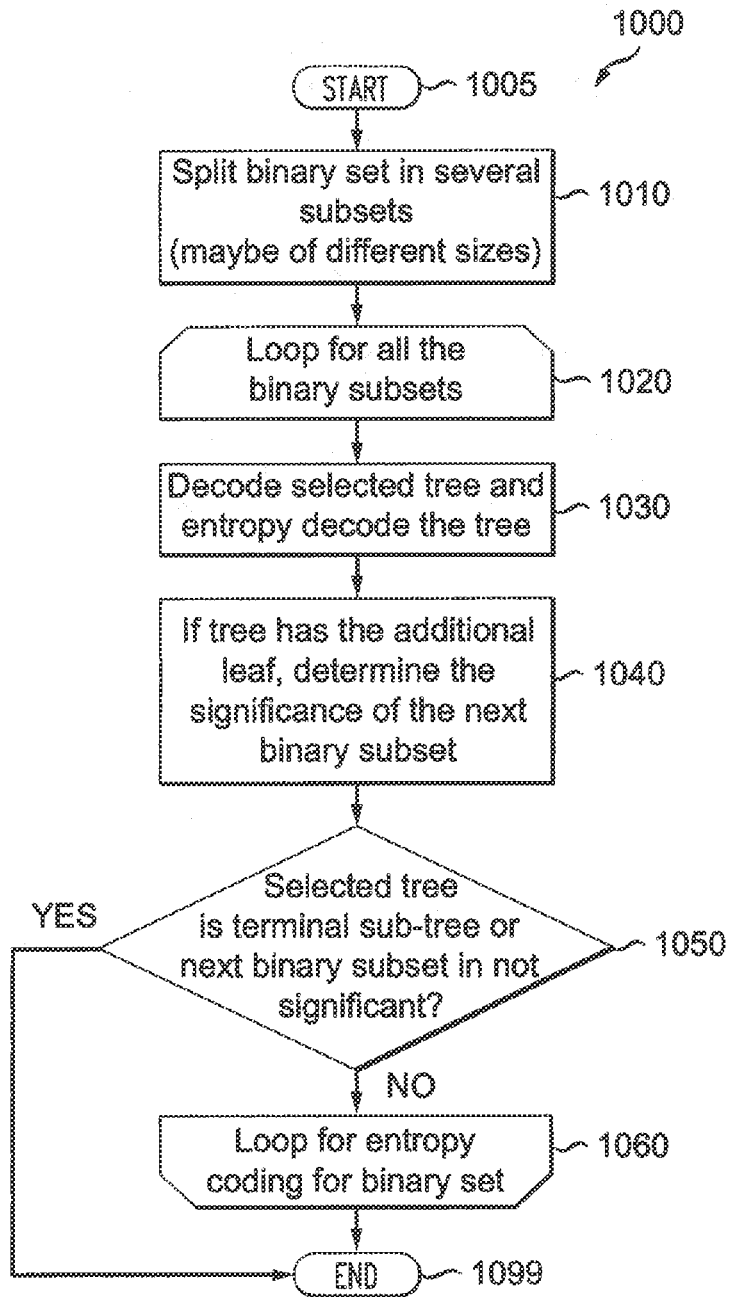 1000
START
1005
Split binary set in several
subsets
(maybe of different sizes)
1010
Loop for all the
binary subsets
1020
Decode selected tree and
entropy decode the tree
1030
If tree has the additional
leaf, determine the
significance of the next
binary subset
1040
Selected tree
is terminal sub-tree or
next binary subset in not
significant?
YES
1050
NO
Loop for entropy
coding for binary set
1060
END
1099